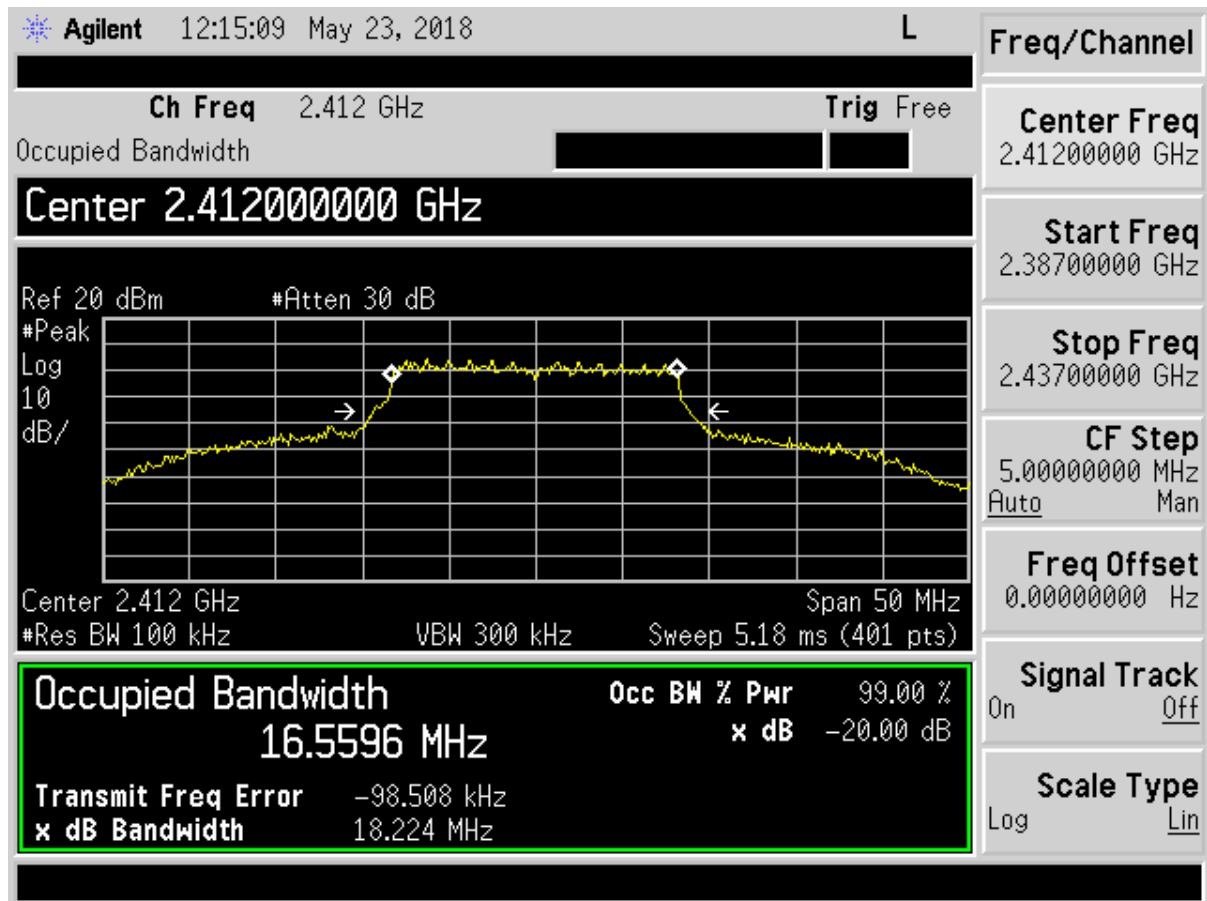 Agilent 12:15:09 May 23, 2018 L
Ch Freq 2.412 GHz Trig Free
Occupied Bandwidth
Center 2.412000000 GHz
Ref 20 dBm #Atten 30 dB
#Peak
Log
10
dB/
Center 2.412 GHz Span 50 MHz
#Res BW 100 kHz VBW 300 kHz Sweep 5.18 ms (401 pts)
Occupied Bandwidth
16.5596 MHz
Occ BW % Pwr 99.00 %
x dB -20.00 dB
Transmit Freq Error -98.508 kHz
x dB Bandwidth 18.224 MHz
Freq/Channel
Center Freq
2.41200000 GHz
Start Freq
2.38700000 GHz
Stop Freq
2.43700000 GHz
CF Step
5.00000000 MHz
Auto Man
Freq Offset
0.00000000 Hz
Signal Track
On Off
Scale Type
Log Lin